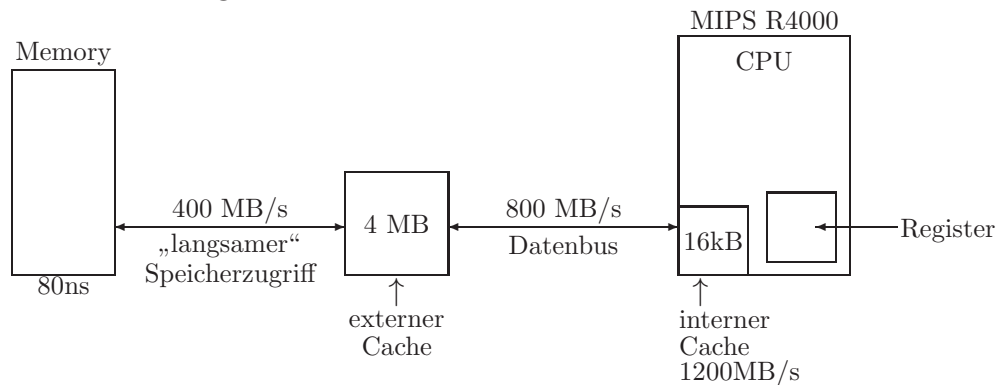 MIPS R4000
Memory
CPU
400 MB/s
„langsamer“
Speicherzugriff
4 MB
800 MB/s
Datenbus
16kB
Register
80ns
externer
Cache
interner
Cache
1200MB/s